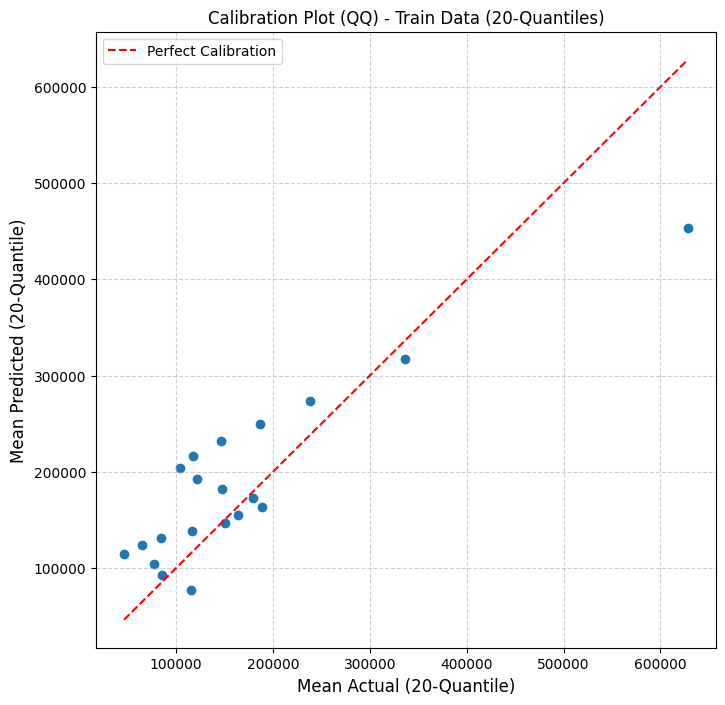 Calibration Plot (QQ) - Train Data (20-Quantiles)
Perfect Calibration
Mean Predicted (20-Quantile)
600000
500000
400000
300000
200000
100000
100000 200000 300000 400000 500000 600000
Mean Actual (20-Quantile)